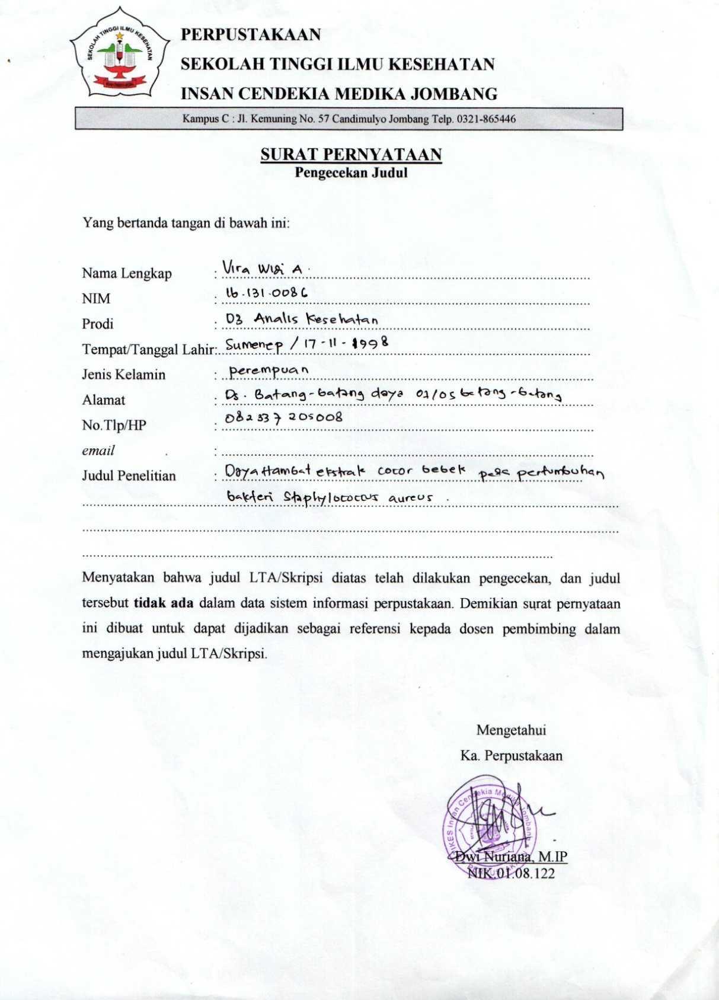 SEKOLAH TINGGI ILMU KESEHATAN
PERPUSTAKAAN
SEKOLAH TINGGI ILMU KESEHATAN
INSAN CENDEKIA MEDIKA JOMBANG
Kampus C : Jl. Kemuning No. 57 Candimulyo Jombang Telp. 0321-865446
SURAT PERNYATAAN
Pengecekan Judul
Yang bertanda tangan di bawah ini:
Nama Lengkap : Vira Widi A.
NIM : 16.131.0086
Prodi : D3 Analis Kesehatan
Tempat/Tanggal Lahir: Sumenep / 17-11-1998
Jenis Kelamin : perempuan
Alamat : Ds. Batang-batang daya 01/05 batang-batang
No.Tlp/HP : 082 337 205008
email :
Judul Penelitian : Daya Hambat ekstrak cocor bebek pada pertumbuhan
bakteri Staphylococcus aureus.
Menyatakan bahwa judul LTA/Skripsi diatas telah dilakukan pengecekan, dan judul
tersebut tidak ada dalam data sistem informasi perpustakaan. Demikian surat pernyataan
ini dibuat untuk dapat dijadikan sebagai referensi kepada dosen pembimbing dalam
mengajukan judul LTA/Skripsi.
Mengetahui
Ka. Perpustakaan
STIKES Insan Cendekia Medika Jombang
PERPUSTAKAAN
Dwi Nuriana, M.IP
NIK.01.08.122